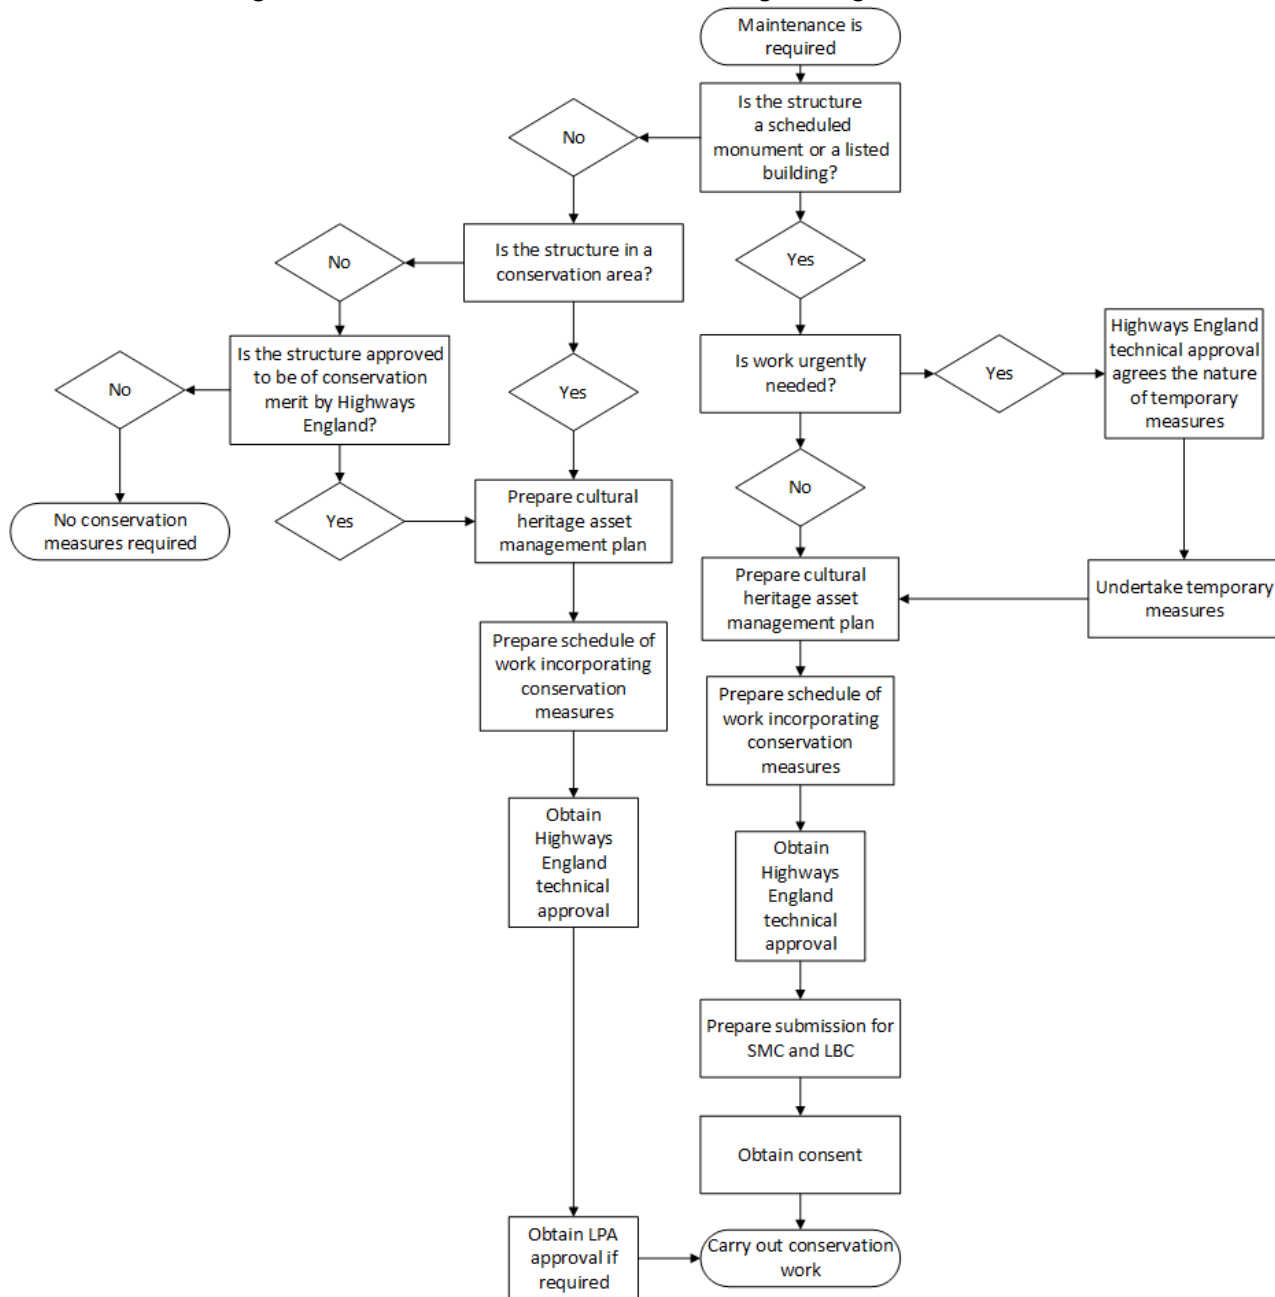 Maintenance is
required
Is the structure
a scheduled
monument or a listed
building?
No
Yes
Is the structure in a
conservation area?
No
Yes
Is the structure approved
to be of conservation
merit by Highways
England?
No
Yes
No conservation
measures required
Is work urgently
needed?
Yes
No
Highways England
technical approval
agrees the nature
of temporary
measures
Undertake temporary
measures
Prepare cultural
heritage asset
management plan
Prepare schedule of
work incorporating
conservation
measures
Obtain
Highways
England
technical
approval
Obtain LPA
approval if
required
Prepare cultural
heritage asset
management plan
Prepare schedule of
work incorporating
conservation
measures
Obtain
Highways
England
technical
approval
Prepare submission for
SMC and LBC
Obtain consent
Carry out conservation
work